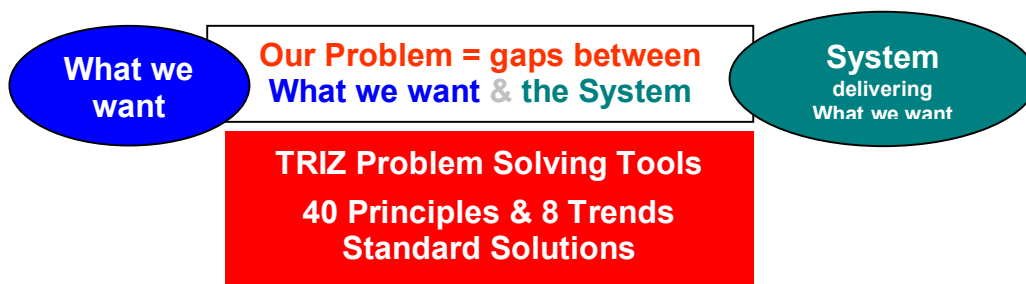 What we
want
Our Problem = gaps between
What we want & the System
System
delivering
What we want
TRIZ Problem Solving Tools
40 Principles & 8 Trends
Standard Solutions